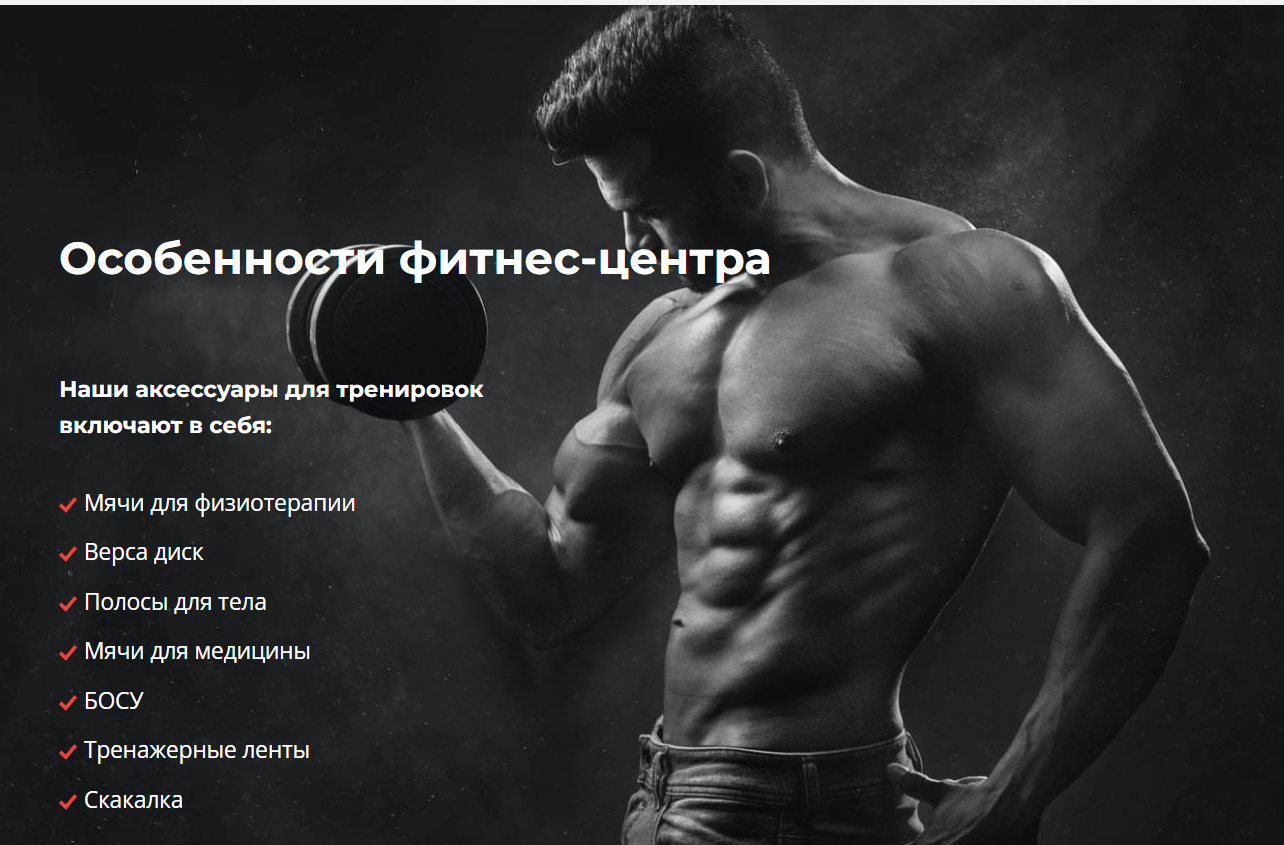 Особенности фитнес-центра
Наши аксессуары для тренировок
включают в себя:
Мячи для физиотерапии
Верса диск
Полосы для тела
Мячи для медицины
БОСУ
Тренажерные ленты
Скакалка